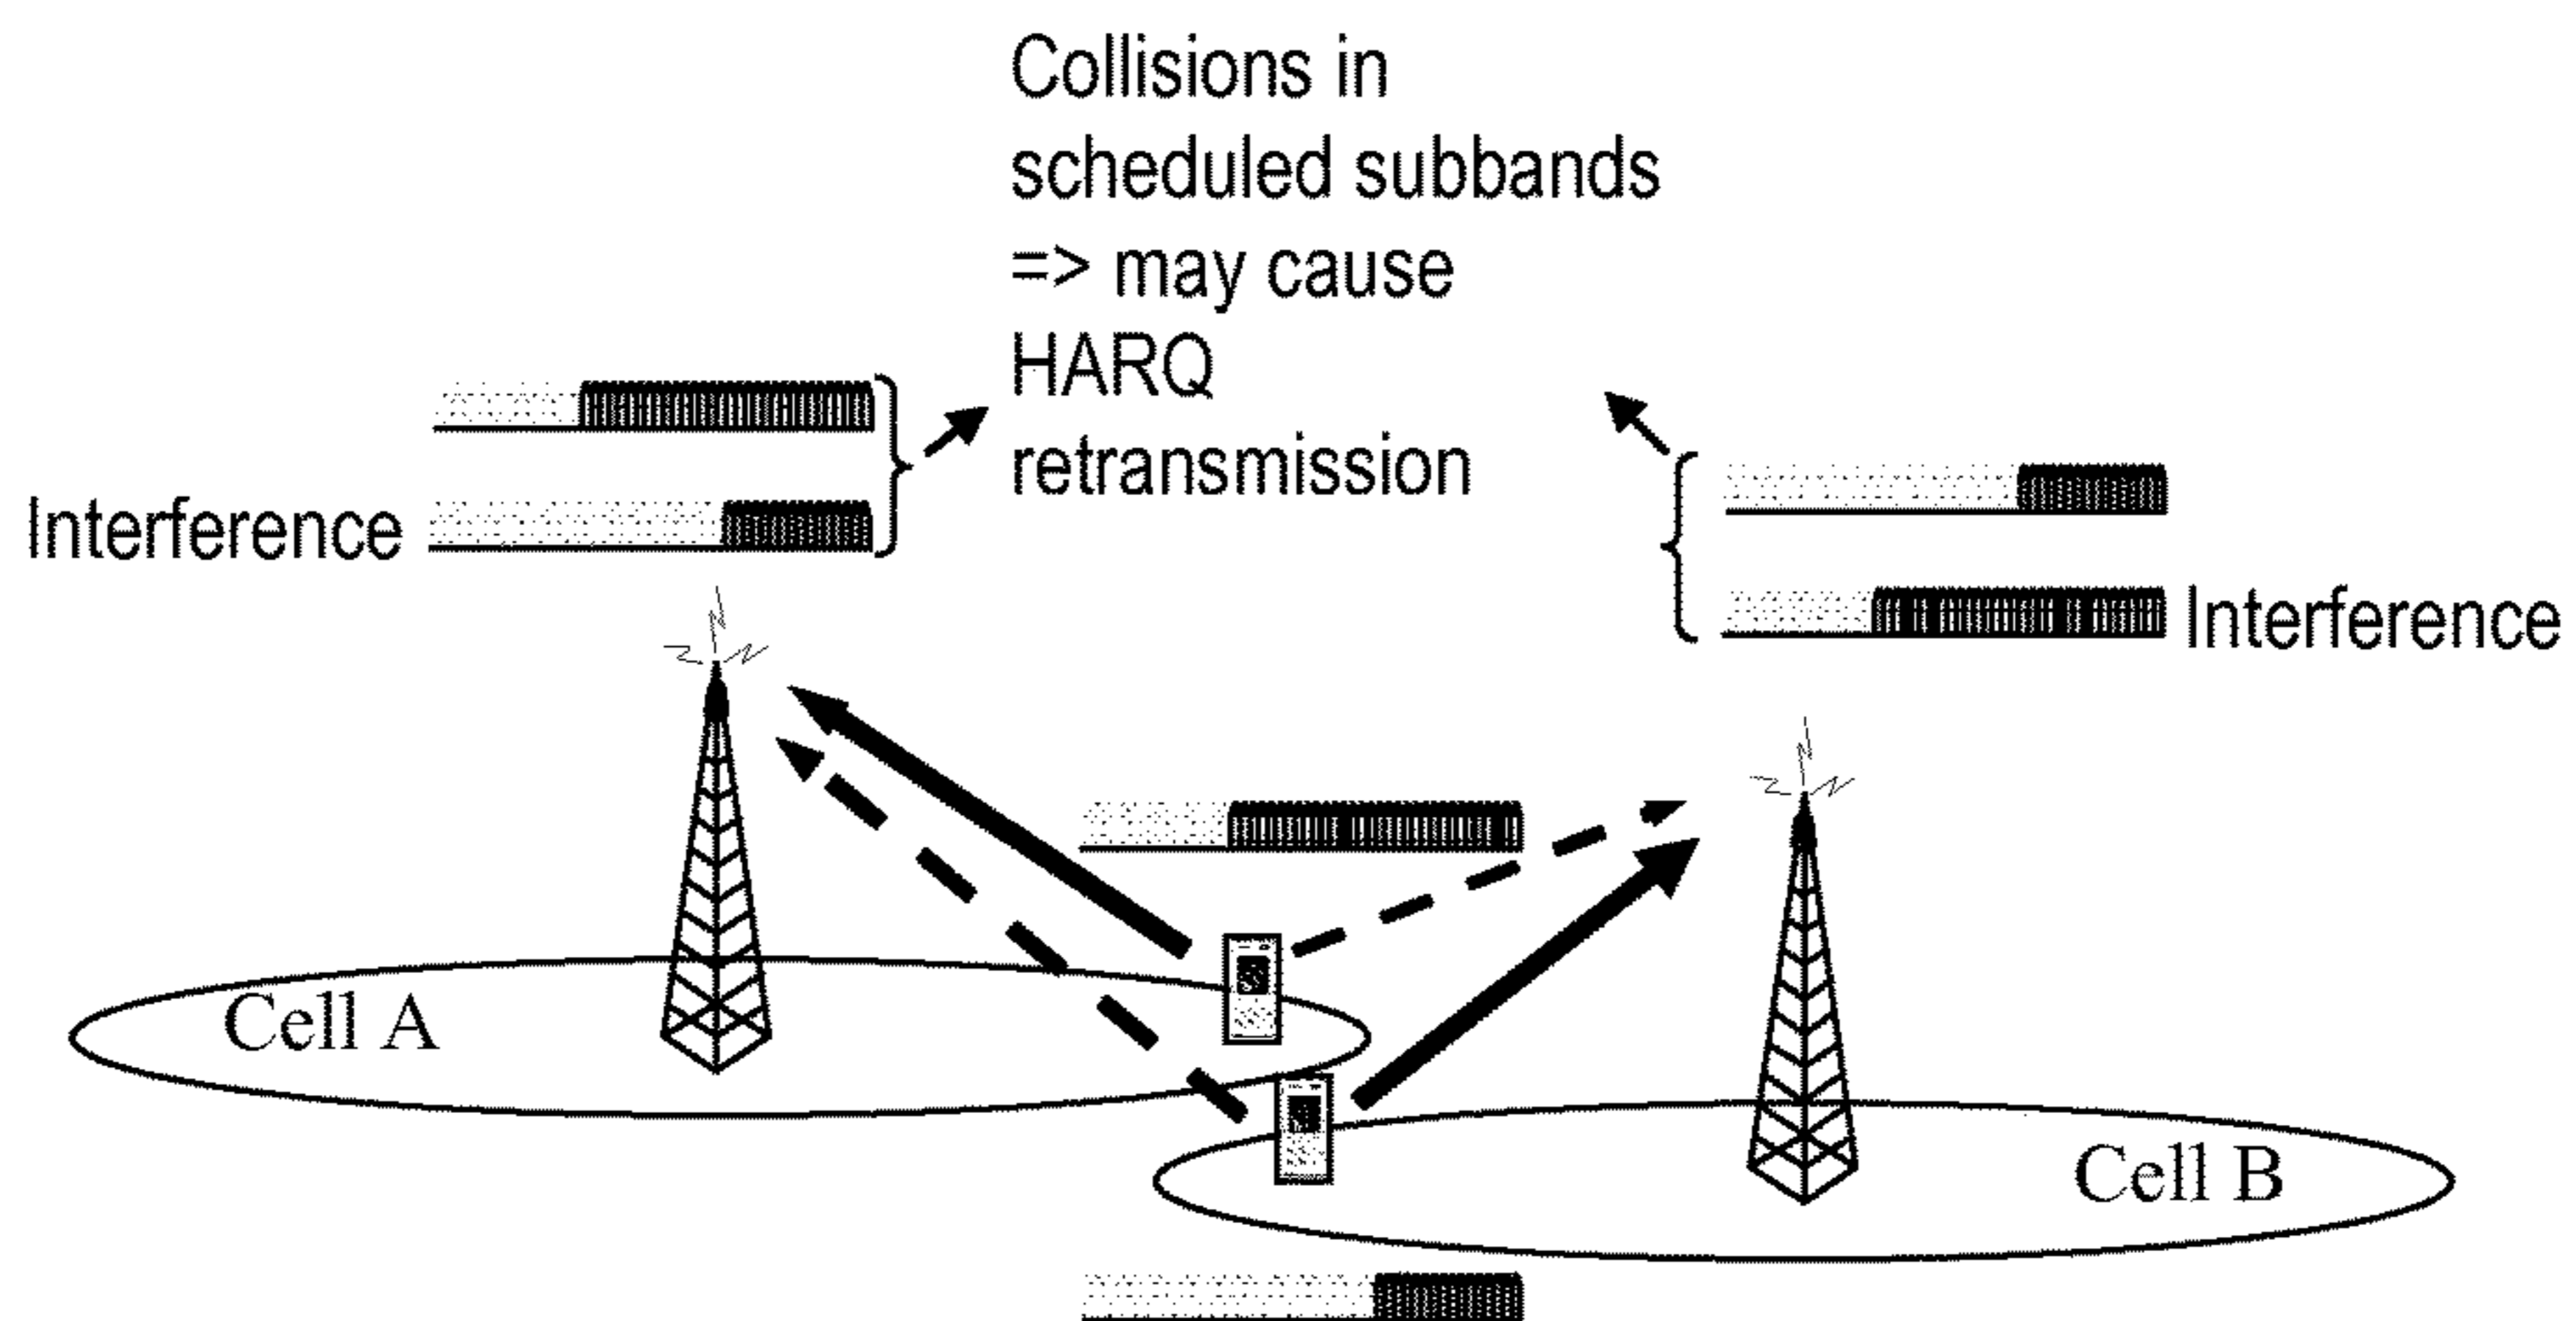 Collisions in
scheduled subbands
=> may cause
HARQ
retransmission
Interference
Interference
Cell A
Cell B